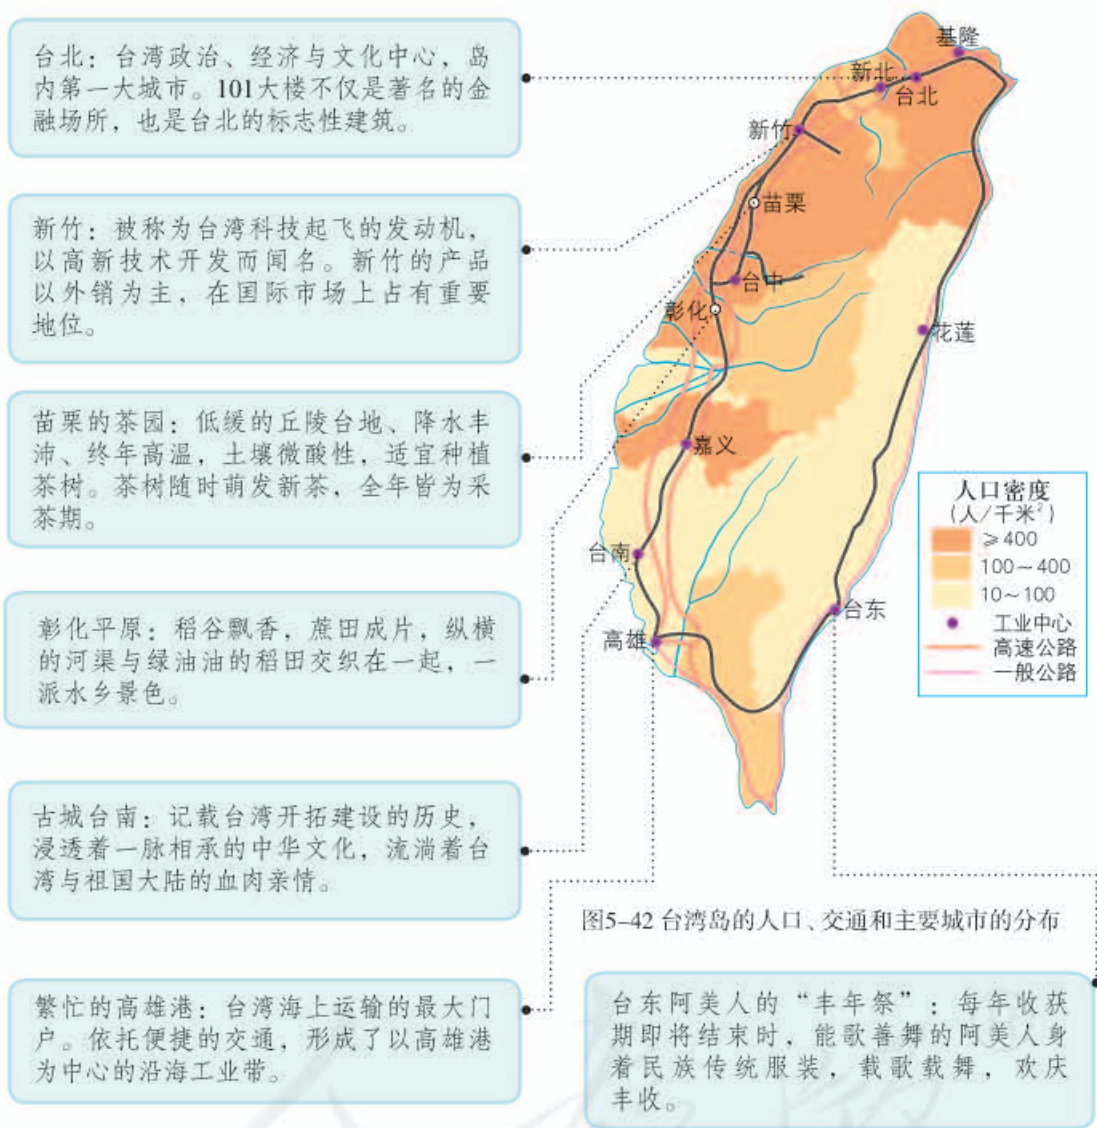 台北：台湾政治、经济与文化中心，岛
内第一大城市。101大楼不仅是著名的金
融场所，也是台北的标志性建筑。
新竹：被称为台湾科技起飞的发动机，
以高新技术开发而闻名。新竹的产品
以外销为主，在国际市场上占有重要
地位。
苗栗的茶园：低缓的丘陵台地、降水丰
沛、终年高温，土壤微酸性，适宜种植
茶树。茶树随时萌发新茶，全年皆为采
茶期。
彰化平原：稻谷飘香，蔗田成片，纵横
的河渠与绿油油的稻田交织在一起，一
派水乡景色。
古城台南：记载台湾开拓建设的历史，
浸透着一脉相承的中华文化，流淌着台
湾与祖国大陆的血肉亲情。
繁忙的高雄港：台湾海上运输的最大门
户。依托便捷的交通，形成了以高雄港
为中心的沿海工业带。
基隆
新北
台北
新竹
苗栗
台中
彰化
花莲
嘉义
台南
台东
高雄
人口密度
(人/千米²)
≥400
100～400
10～100
工业中心
高速公路
一般公路
图5-42 台湾岛的人口、交通和主要城市的分布
台东阿美人的“丰年祭”：每年收获
期即将结束时，能歌善舞的阿美人身
着民族传统服装，载歌载舞，欢庆
丰收。